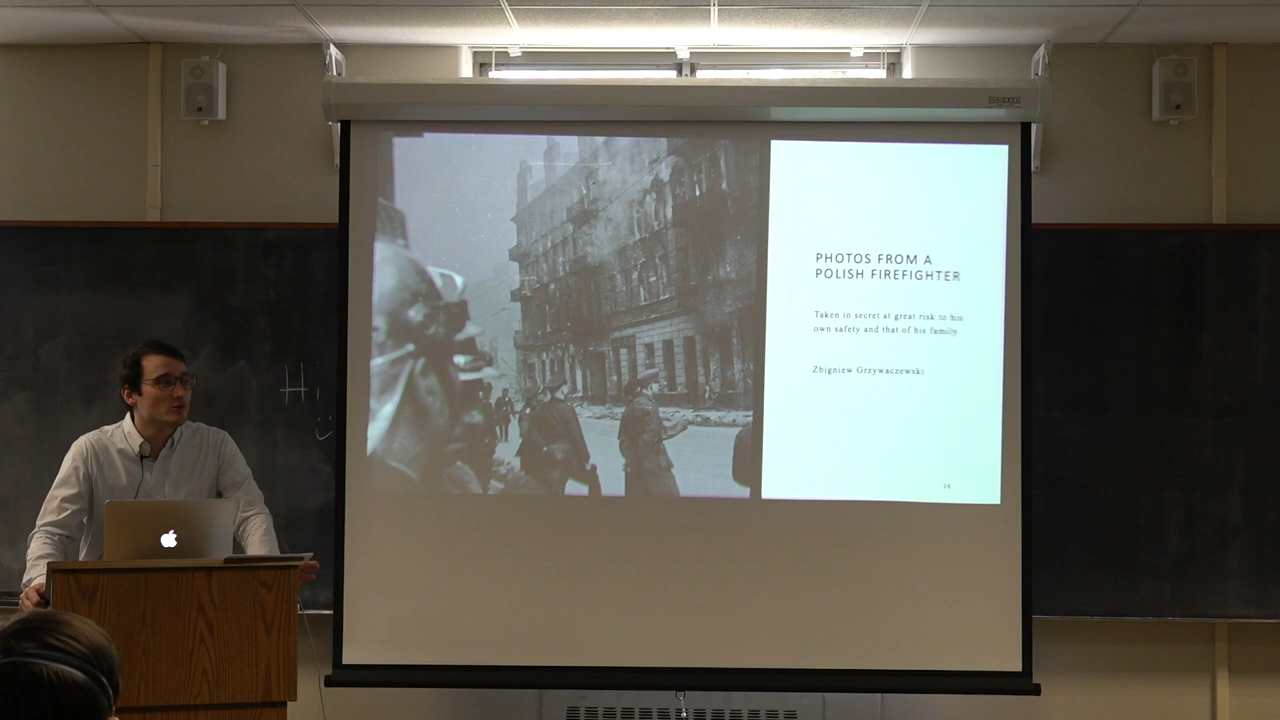 Hi
PHOTOS FROM A
POLISH FIREFIGHTER
Taken in secret at great risk to his
own safety and that of his family
Zbigniew Grzywaczewski
26